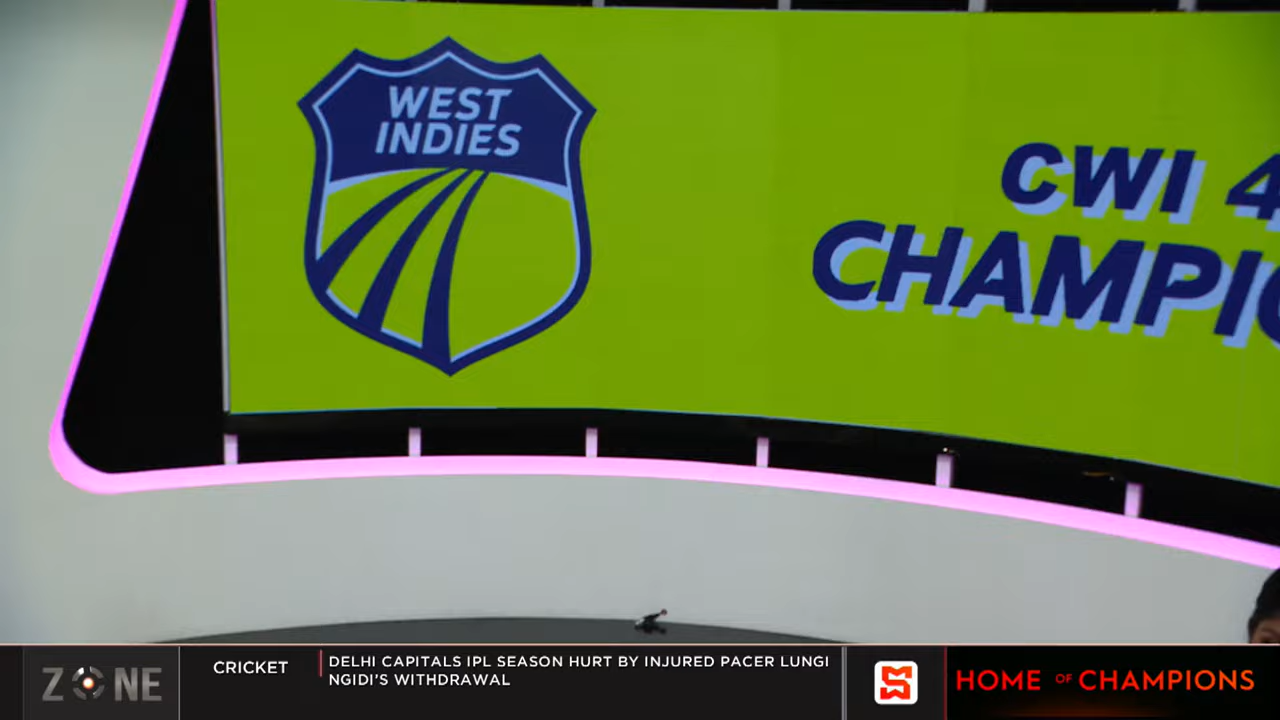 WEST
INDIES
CWI 4
CHAMPI
ZONE
CRICKET
DELHI CAPITALS IPL SEASON HURT BY INJURED PACER LUNGI
NGIDI'S WITHDRAWAL
HOME OF CHAMPIONS